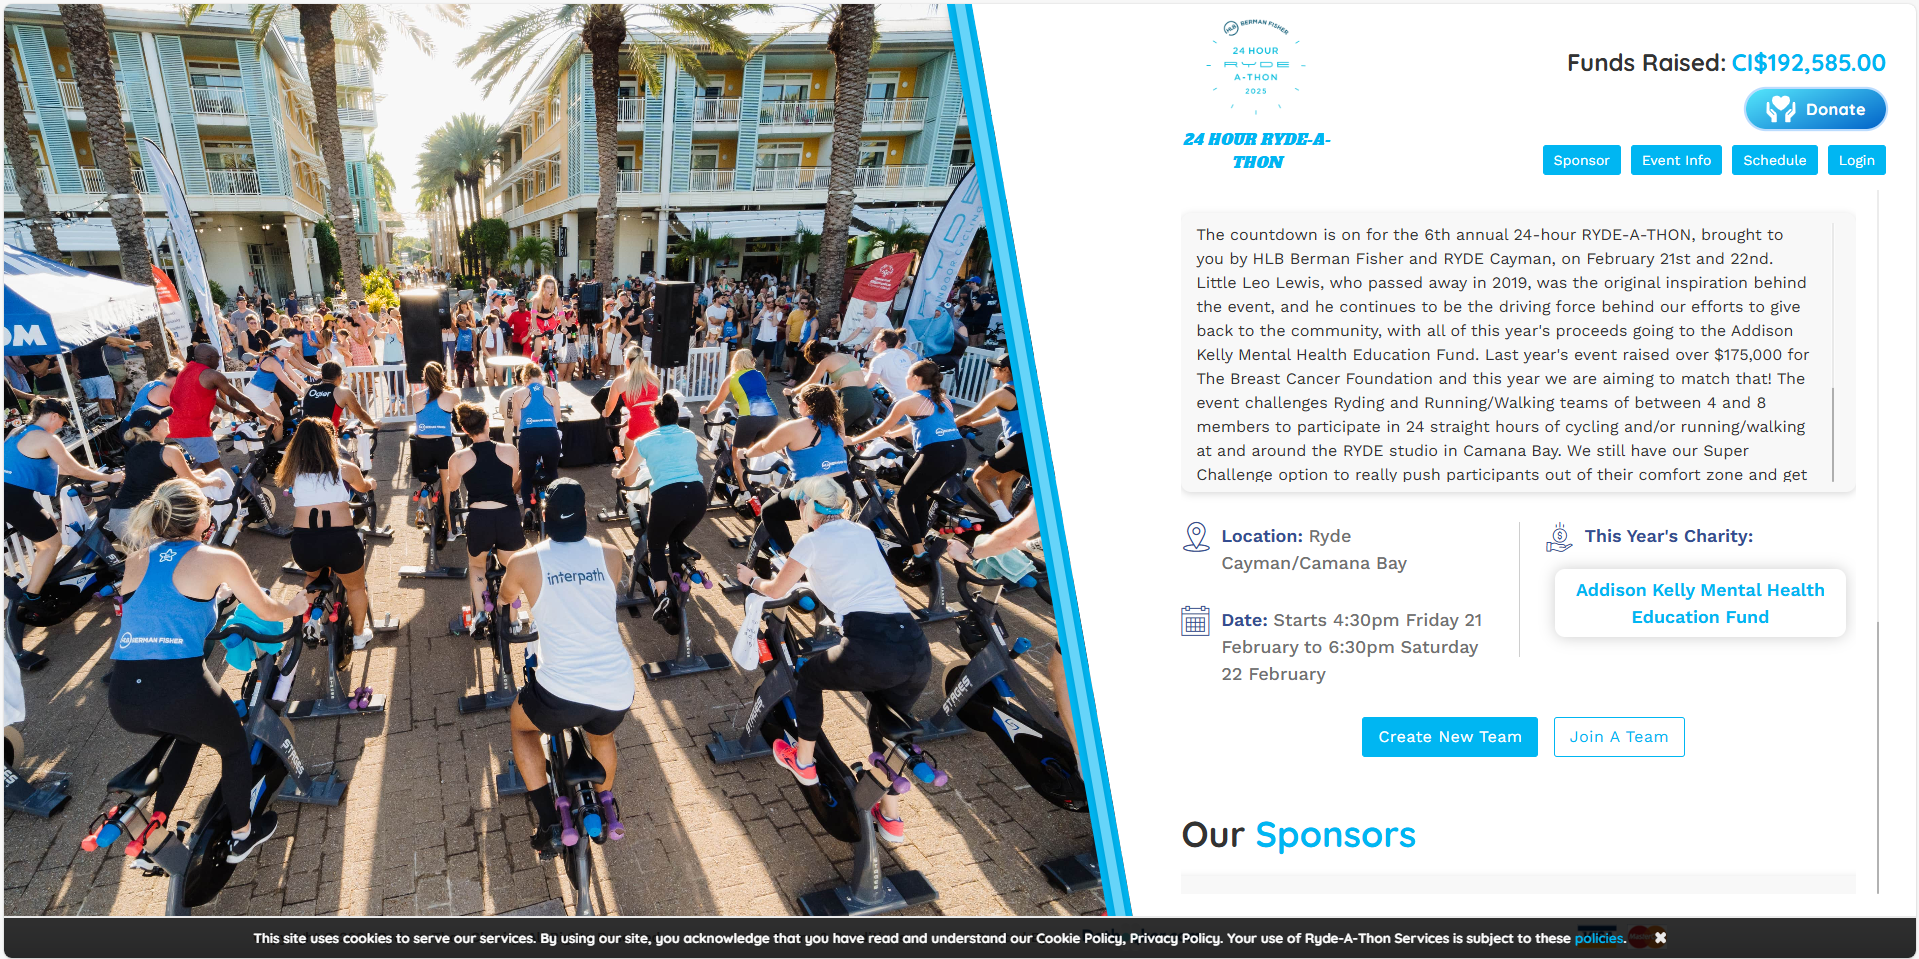 HLB BERMAN FISHER
24 HOUR
RYDE
A-THON
2025
24 HOUR RYDE-A-
THON
Funds Raised: CI$192,585.00
Donate
Sponsor
Event Info
Schedule
Login
The countdown is on for the 6th annual 24-hour RYDE-A-THON, brought to
you by HLB Berman Fisher and RYDE Cayman, on February 21st and 22nd.
Little Leo Lewis, who passed away in 2019, was the original inspiration behind
the event, and he continues to be the driving force behind our efforts to give
back to the community, with all of this year's proceeds going to the Addison
Kelly Mental Health Education Fund. Last year's event raised over $175,000 for
The Breast Cancer Foundation and this year we are aiming to match that! The
event challenges Ryding and Running/Walking teams of between 4 and 8
members to participate in 24 straight hours of cycling and/or running/walking
at and around the RYDE studio in Camana Bay. We still have our Super
Challenge option to really push participants out of their comfort zone and get
Location: Ryde
Cayman/Camana Bay
Date: Starts 4:30pm Friday 21
February to 6:30pm Saturday
22 February
This Year's Charity:
Addison Kelly Mental Health
Education Fund
Create New Team
Join A Team
Our Sponsors
OM
Ogier
interpath
HLB BERMAN FISHER
STAGES
STAGES
STAGES
This site uses cookies to serve our services. By using our site, you acknowledge that you have read and understand our Cookie Policy, Privacy Policy. Your use of Ryde-A-Thon Services is subject to these policies.